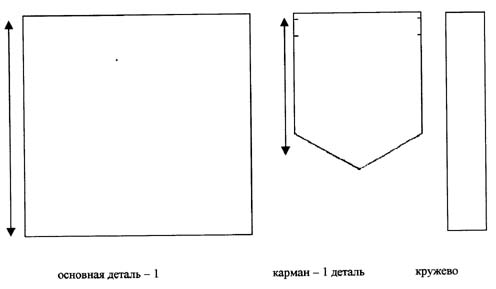 основная деталь – 1 карман – 1 деталь кружево